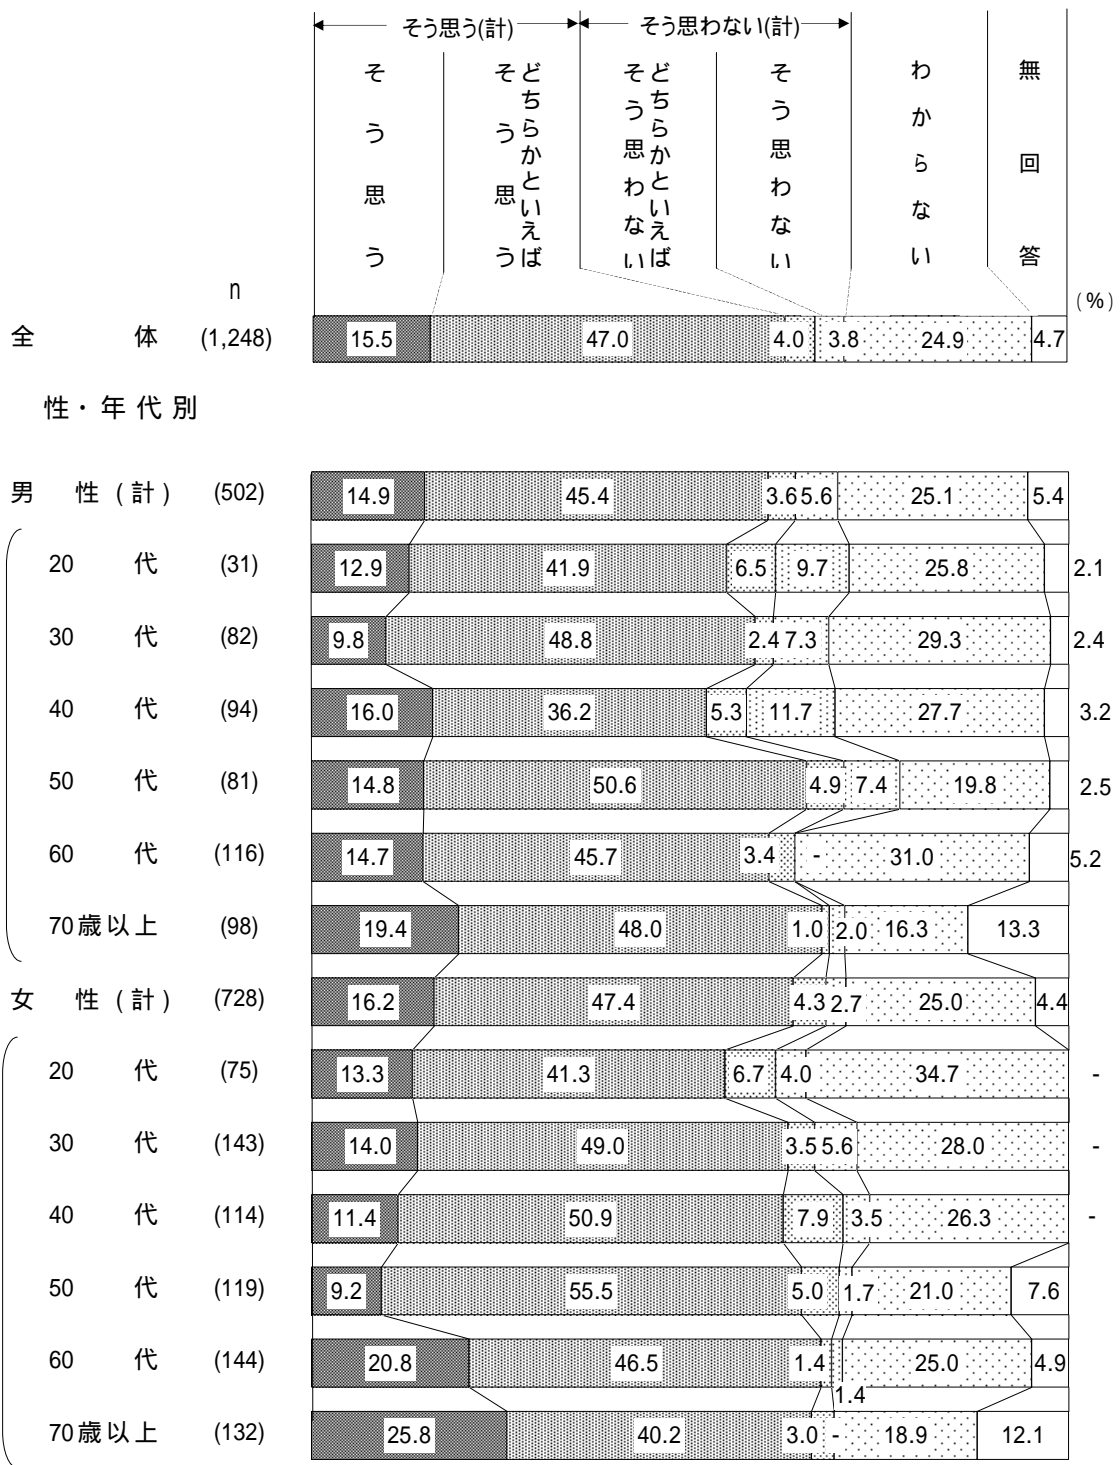 そう思う(計) そう思わない(計)
そう思う
どちらかといえば
そう思う
どちらかといえば
そう思わない
そう思わない
わからない
無回答
n
(%)
全体 (1,248) 15.5 47.0 4.0 3.8 24.9 4.7
性・年代別
男性(計) (502) 14.9 45.4 3.6 5.6 25.1 5.4
20代 (31) 12.9 41.9 6.5 9.7 25.8 2.1
30代 (82) 9.8 48.8 2.4 7.3 29.3 2.4
40代 (94) 16.0 36.2 5.3 11.7 27.7 3.2
50代 (81) 14.8 50.6 4.9 7.4 19.8 2.5
60代 (116) 14.7 45.7 3.4 - 31.0 5.2
70歳以上 (98) 19.4 48.0 1.0 2.0 16.3 13.3
女性(計) (728) 16.2 47.4 4.3 2.7 25.0 4.4
20代 (75) 13.3 41.3 6.7 4.0 34.7 -
30代 (143) 14.0 49.0 3.5 5.6 28.0 -
40代 (114) 11.4 50.9 7.9 3.5 26.3 -
50代 (119) 9.2 55.5 5.0 1.7 21.0 7.6
60代 (144) 20.8 46.5 1.4 1.4 25.0 4.9
70歳以上 (132) 25.8 40.2 3.0 - 18.9 12.1